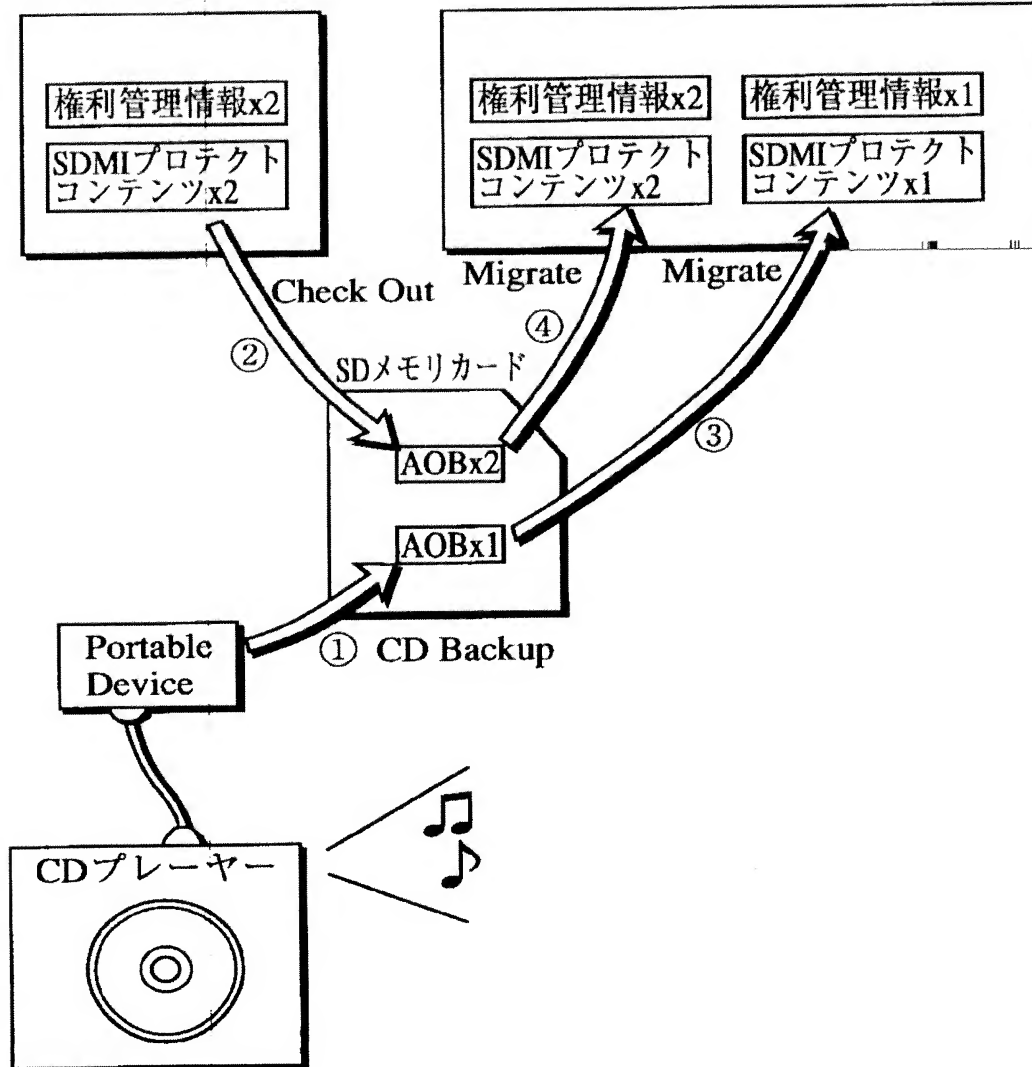 権利管理情報x2
SDMIプロテクト
コンテンツx2
権利管理情報x2
SDMIプロテクト
コンテンツx2
権利管理情報x1
SDMIプロテクト
コンテンツx1
Check Out
Migrate
Migrate
②
④
③
SDメモリカード
AOBx2
AOBx1
① CD Backup
Portable
Device
CDプレーヤー